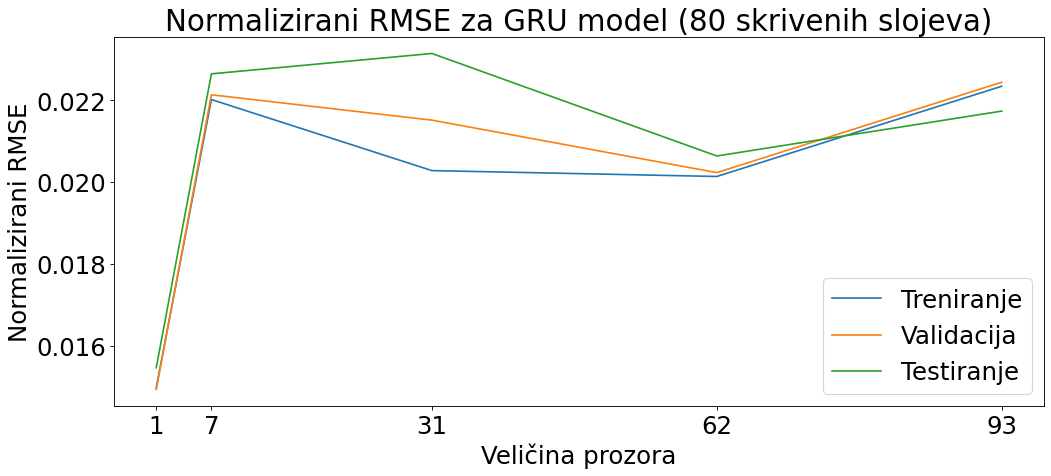 Normalizirani RMSE za GRU model (80 skrivenih slojeva)
Normalizirani RMSE
0.022
0.020
0.018
0.016
Treniranje
Validacija
Testiranje
1 7 31 62 93
Veličina prozora